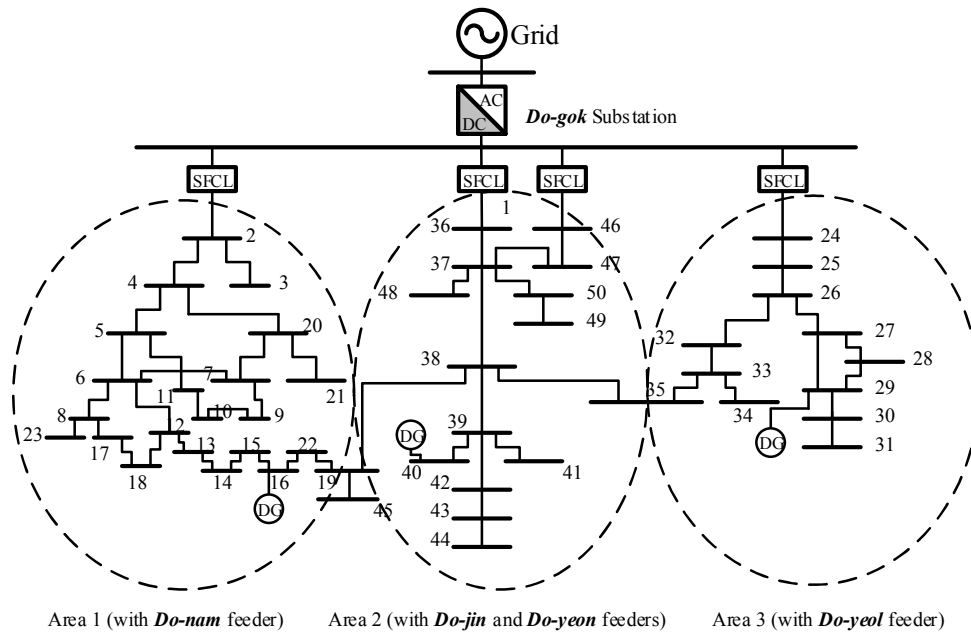 Grid
AC
DC
Do-gok Substation
SFCL SFCL SFCL SFCL
1
2 36 46 24
37 47 25
4 3 48 50 26
5 20 49 32 27
38 33 28
6 7 21 35 29
11 10 9 34 30
8 2 39 DG 31
23 17 13 15 22 DG 41
18 14 16 19 40
DG 45 42
43
44
Area 1 (with Do-nam feeder) Area 2 (with Do-jin and Do-yeon feeders) Area 3 (with Do-yeol feeder)